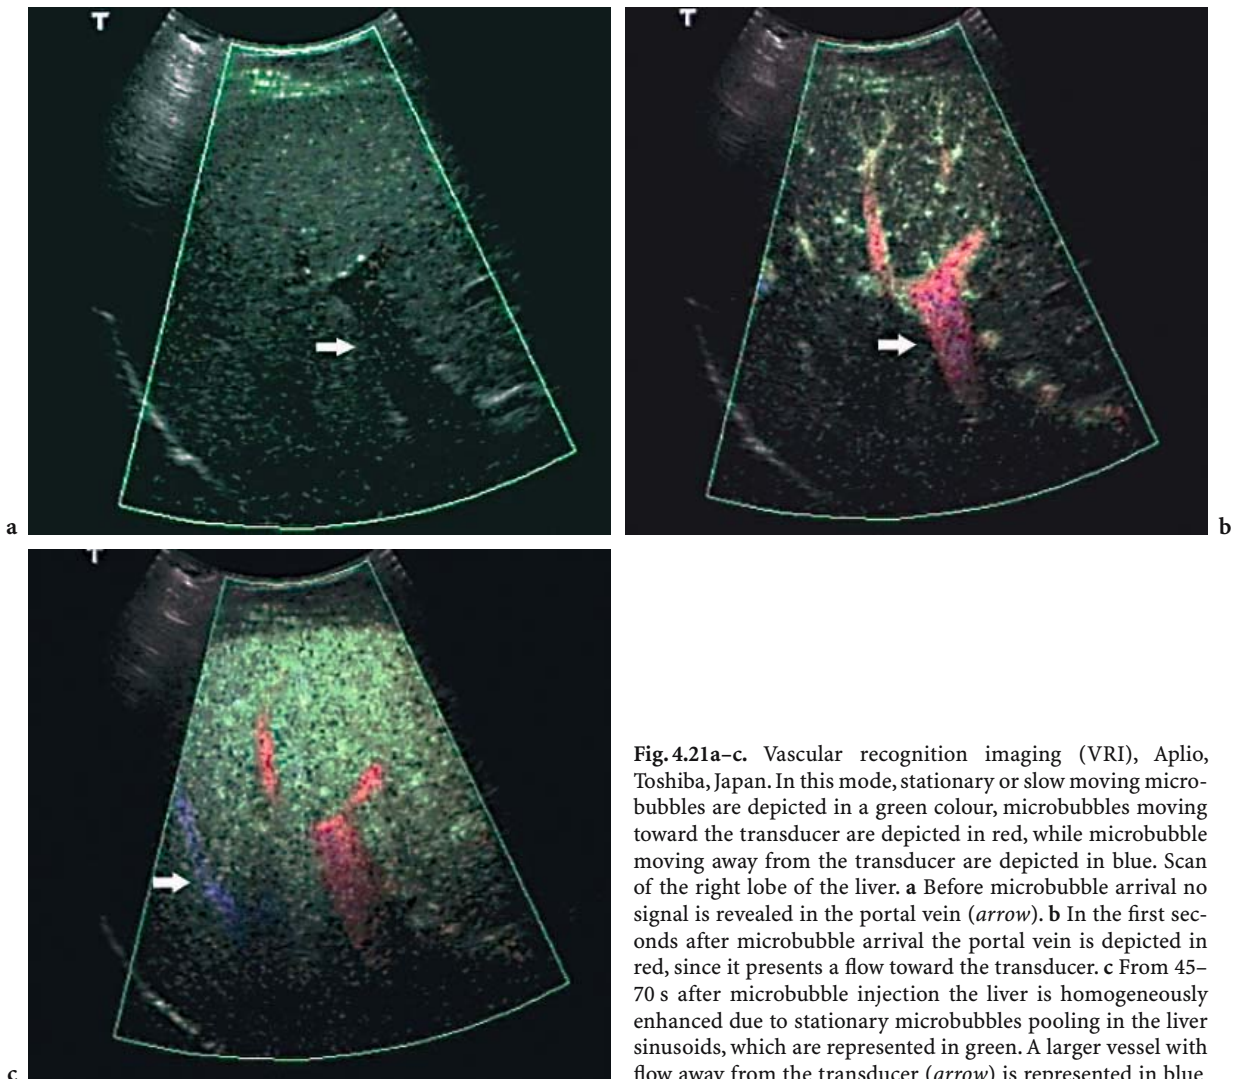 T
T
a
b
T
Fig. 4.21a–c. Vascular recognition imaging (VRI), Aplio,
Toshiba, Japan. In this mode, stationary or slow moving micro-
bubbles are depicted in a green colour, microbubbles moving
toward the transducer are depicted in red, while microbubble
moving away from the transducer are depicted in blue. Scan
of the right lobe of the liver. a Before microbubble arrival no
signal is revealed in the portal vein (arrow). b In the first sec-
onds after microbubble arrival the portal vein is depicted in
red, since it presents a flow toward the transducer. c From 45–
70 s after microbubble injection the liver is homogeneously
enhanced due to stationary microbubbles pooling in the liver
sinusoids, which are represented in green. A larger vessel with
flow away from the transducer (arrow) is represented in blue
c